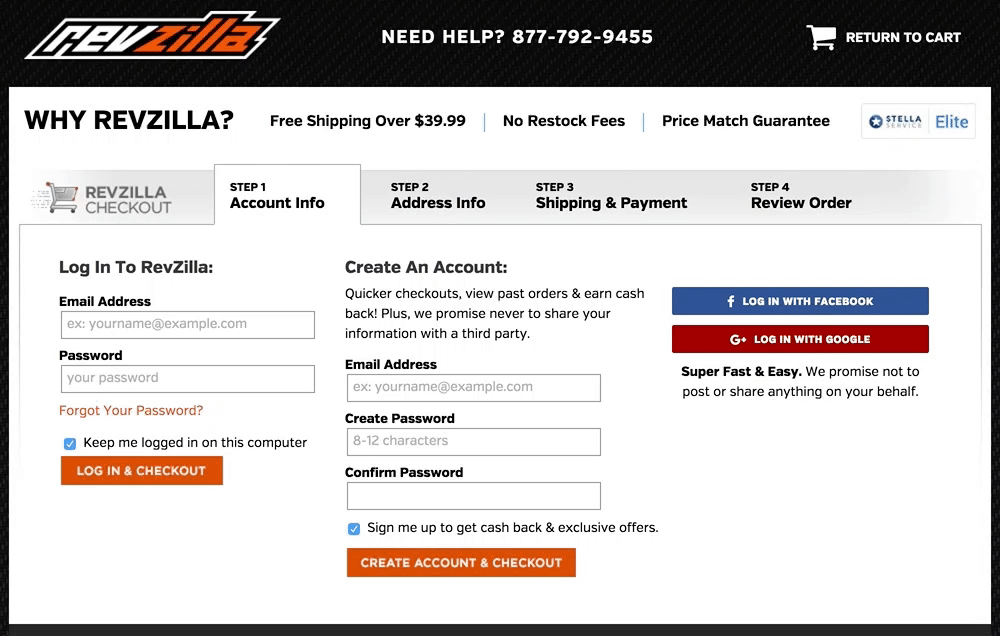 revzilla
NEED HELP? 877-792-9455
RETURN TO CART
WHY REVZILLA?
Free Shipping Over $39.99
No Restock Fees
Price Match Guarantee
STELLA
SERVICE
Elite
REVZILLA
CHECKOUT
STEP 1
Account Info
STEP 2
Address Info
STEP 3
Shipping & Payment
STEP 4
Review Order
Log In To RevZilla:
Email Address
ex: yourname@example.com
Password
your password
Forgot Your Password?
Keep me logged in on this computer
LOG IN & CHECKOUT
Create An Account:
Quicker checkouts, view past orders & earn cash
back! Plus, we promise never to share your
information with a third party.
Email Address
ex: yourname@example.com
Create Password
8-12 characters
Confirm Password
Sign me up to get cash back & exclusive offers.
CREATE ACCOUNT & CHECKOUT
f LOG IN WITH FACEBOOK
G+ LOG IN WITH GOOGLE
Super Fast & Easy. We promise not to
post or share anything on your behalf.